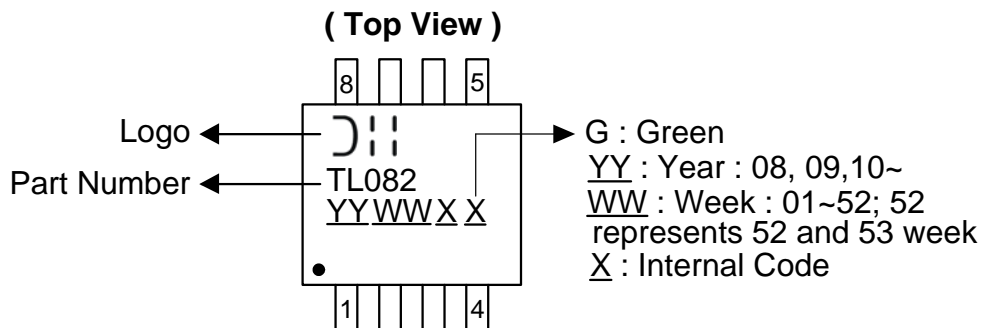 ( Top View )
8 5
Logo
TL082
Part Number
YY WW X X
G : Green
YY : Year : 08, 09,10~
WW : Week : 01~52; 52
represents 52 and 53 week
X : Internal Code
1 4